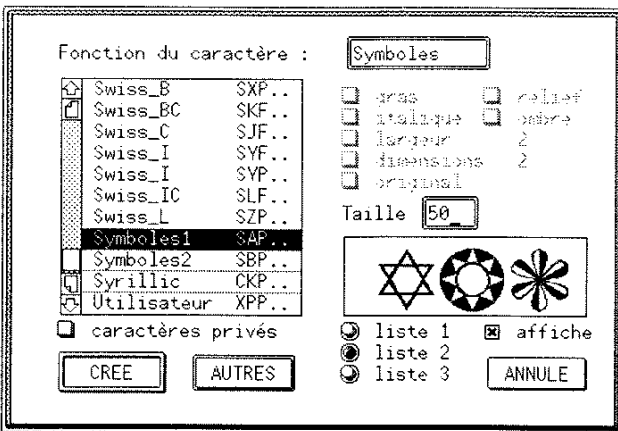 Fonction du caractère :
Symboles
Swiss_B SXP..
Swiss_BC SKF..
Swiss_C SJF..
Swiss_I SYF..
Swiss_I SYP..
Swiss_IC SLF..
Swiss_L SZP..
Symboles1 SAP..
Symboles2 SBP..
Syrillic CKP..
Utilisateur XPP..
caractères privés
CREE
AUTRES
gras relief
italique ombre
largeur 2
dimensions 2
original
Taille 50_
liste 1 affiche
liste 2
liste 3
ANNULE